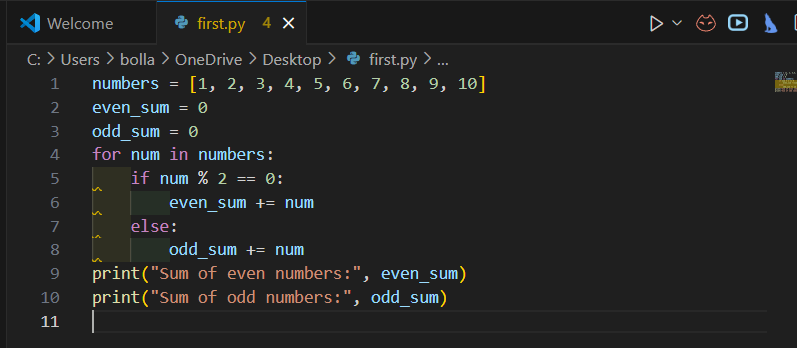 Welcome
first.py 4
C: > Users > bolla > OneDrive > Desktop > first.py > ...
1 numbers = [1, 2, 3, 4, 5, 6, 7, 8, 9, 10]
2 even_sum = 0
3 odd_sum = 0
4 for num in numbers:
5     if num % 2 == 0:
6         even_sum += num
7     else:
8         odd_sum += num
9 print("Sum of even numbers:", even_sum)
10 print("Sum of odd numbers:", odd_sum)
11